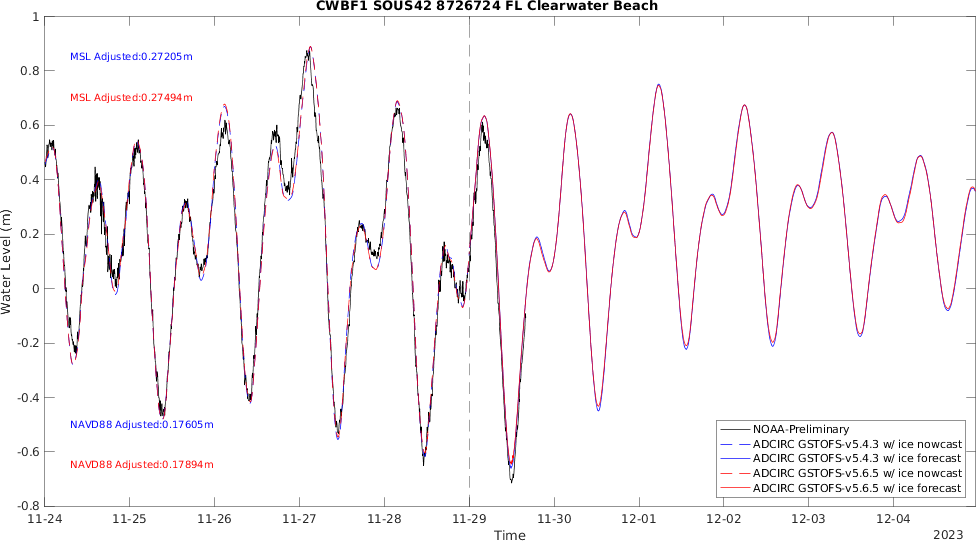 CWBF1 SOUS42 8726724 FL Clearwater Beach
MSL Adjusted:0.27205m
MSL Adjusted:0.27494m
NAVD88 Adjusted:0.17605m
NAVD88 Adjusted:0.17894m
Water Level (m)
1
0.8
0.6
0.4
0.2
0
-0.2
-0.4
-0.6
-0.8
NOAA-Preliminary
ADCIRC GSTOFS-v5.4.3 w/ ice nowcast
ADCIRC GSTOFS-v5.4.3 w/ ice forecast
ADCIRC GSTOFS-v5.6.5 w/ ice nowcast
ADCIRC GSTOFS-v5.6.5 w/ ice forecast
11-24 11-25 11-26 11-27 11-28 11-29 11-30 12-01 12-02 12-03 12-04
Time
2023